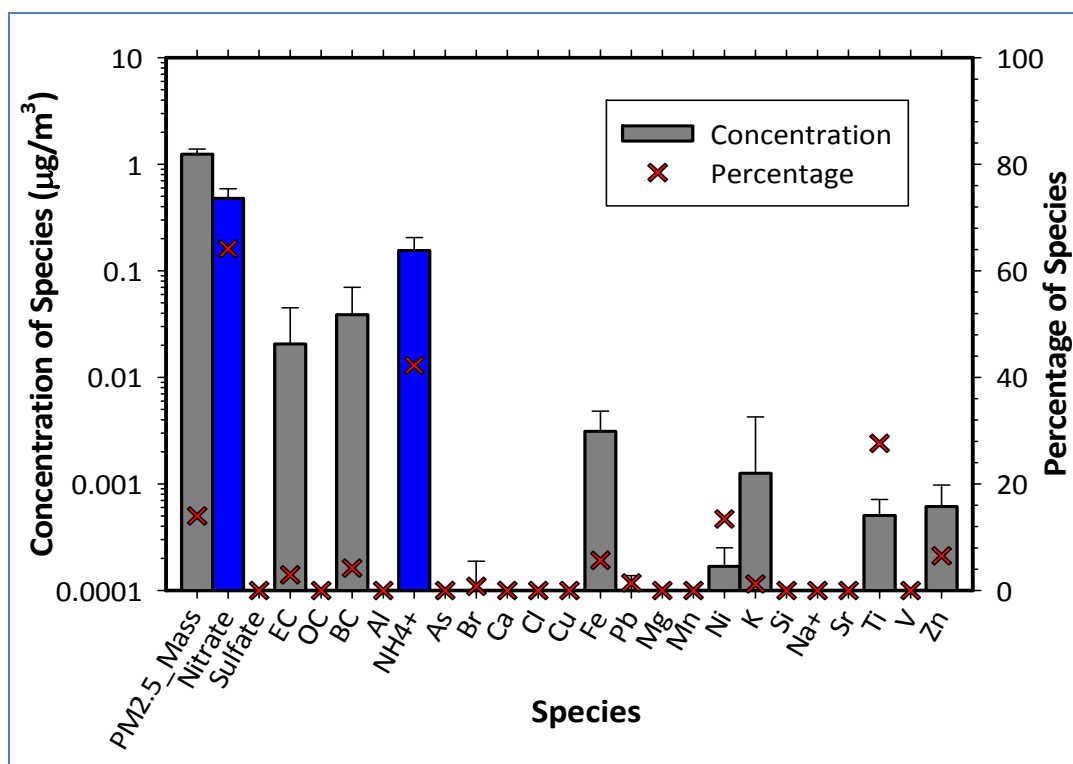 Concentration of Species (µg/m³)
10
1
0.1
0.01
0.001
0.0001
Concentration
Percentage
100
80
60
40
20
0
Percentage of Species
PM2.5_Mass
Nitrate
Sulfate
EC
OC
BC
Al
NH4+
As
Br
Ca
Cl
Cu
Fe
Pb
Mg
Mn
Ni
K
Si
Na+
Sr
Ti
V
Zn
Species